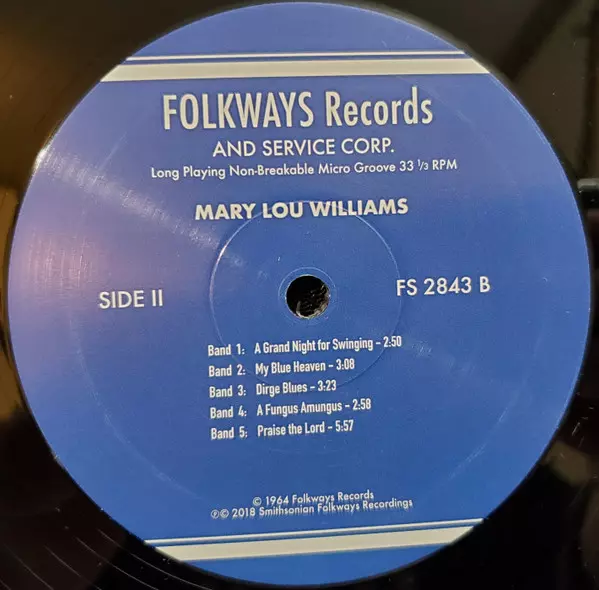 FOLKWAYS Records
AND SERVICE CORP.
Long Playing Non-Breakable Micro Groove 33 1/3 RPM
MARY LOU WILLIAMS
SIDE II
FS 2843 B
Band 1: A Grand Night for Swinging – 2:50
Band 2: My Blue Heaven – 3:08
Band 3: Dirge Blues – 3:23
Band 4: A Fungus Amungus – 2:58
Band 5: Praise the Lord – 5:57
© 1964 Folkways Records
℗© 2018 Smithsonian Folkways Recordings